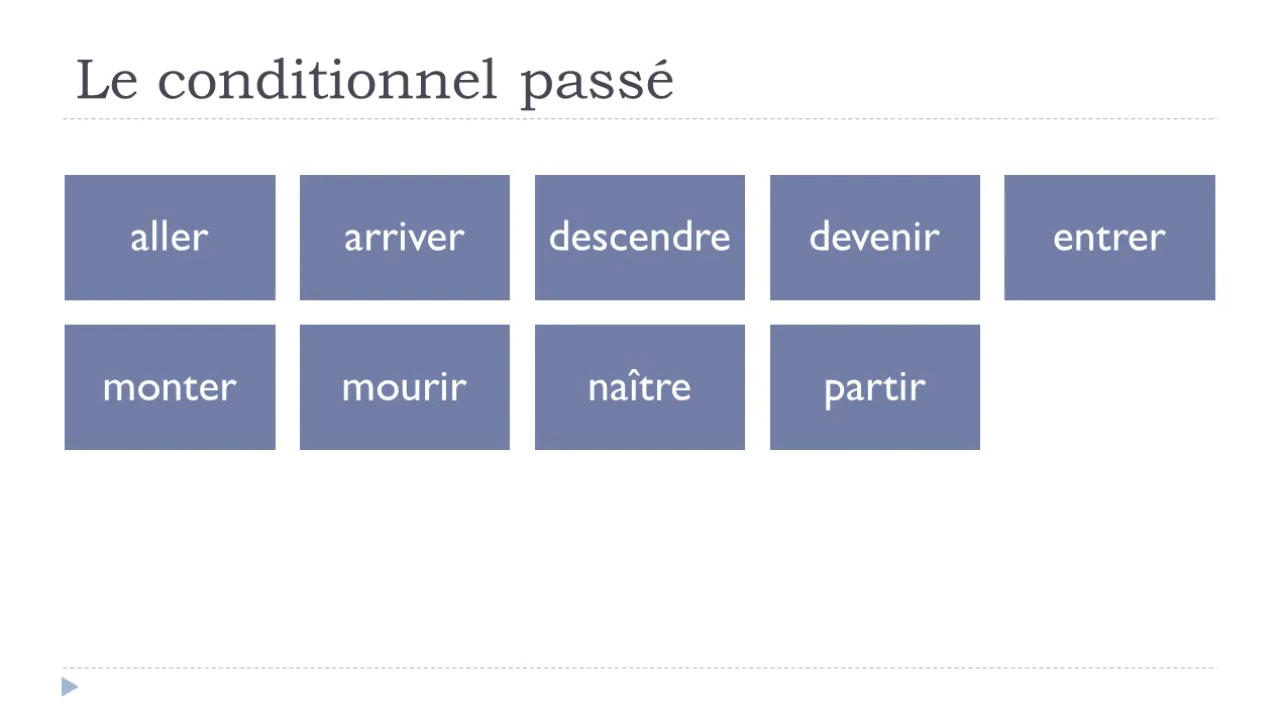 Le conditionnel passé
aller arriver descendre devenir entrer
monter mourir naître partir